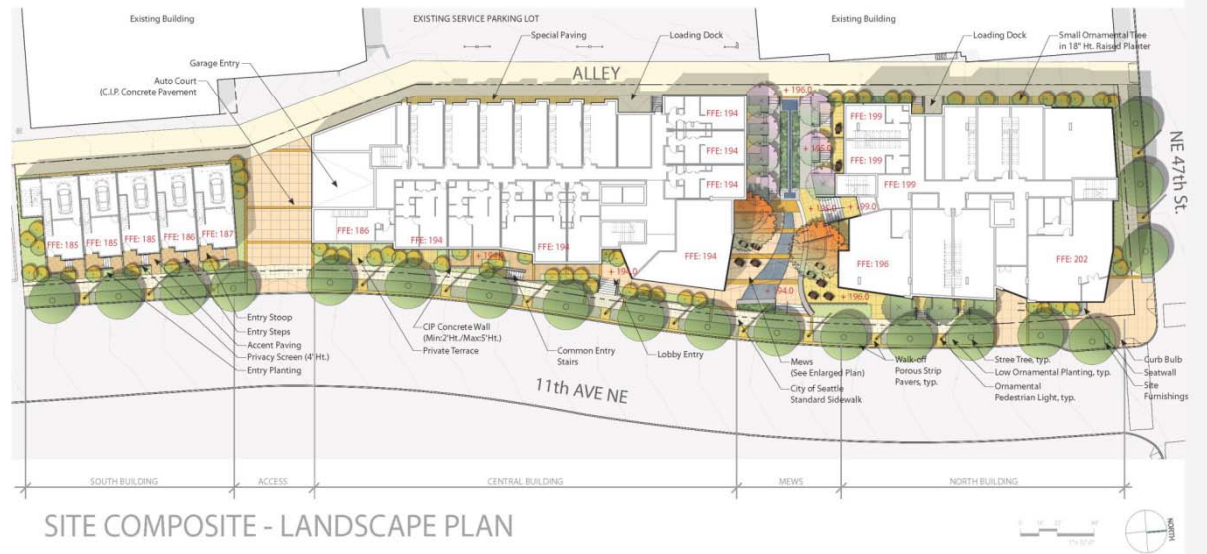 Existing Building
EXISTING SERVICE PARKING LOT
Existing Building
Special Paving
Loading Dock
Loading Dock
Small Ornamental Tree
in 18" Ht. Raised Planter
Garage Entry
Auto Court
(C.I.P. Concrete Pavement
ALLEY
+ 196.0
FFE: 194
FFE: 199
FFE: 194
FFE: 199
FFE: 194
FFE: 199
NE 47th St.
+ 199.0
FFE: 185
FFE: 185
FFE: 185
FFE: 186
FFE: 187
FFE: 186
FFE: 194
FFE: 194
FFE: 194
FFE: 196
FFE: 202
+ 194.0
+ 194.0
+ 196.0
Entry Stoop
Entry Steps
Accent Paving
Privacy Screen (4' Ht.)
Entry Planting
CIP Concrete Wall
(Min:2'Ht./Max:5'Ht.)
Private Terrace
Common Entry
Stairs
Lobby Entry
Mews
(See Enlarged Plan)
City of Seattle
Standard Sidewalk
Walk-off
Porous Strip
Pavers, typ.
Stree Tree, typ.
Low Ornamental Planting, typ.
Ornamental
Pedestrian Light, typ.
Curb Bulb
Seatwall
Site
Furnishings
11th AVE NE
SOUTH BUILDING
ACCESS
CENTRAL BUILDING
MEWS
NORTH BUILDING
SITE COMPOSITE - LANDSCAPE PLAN
NORTH